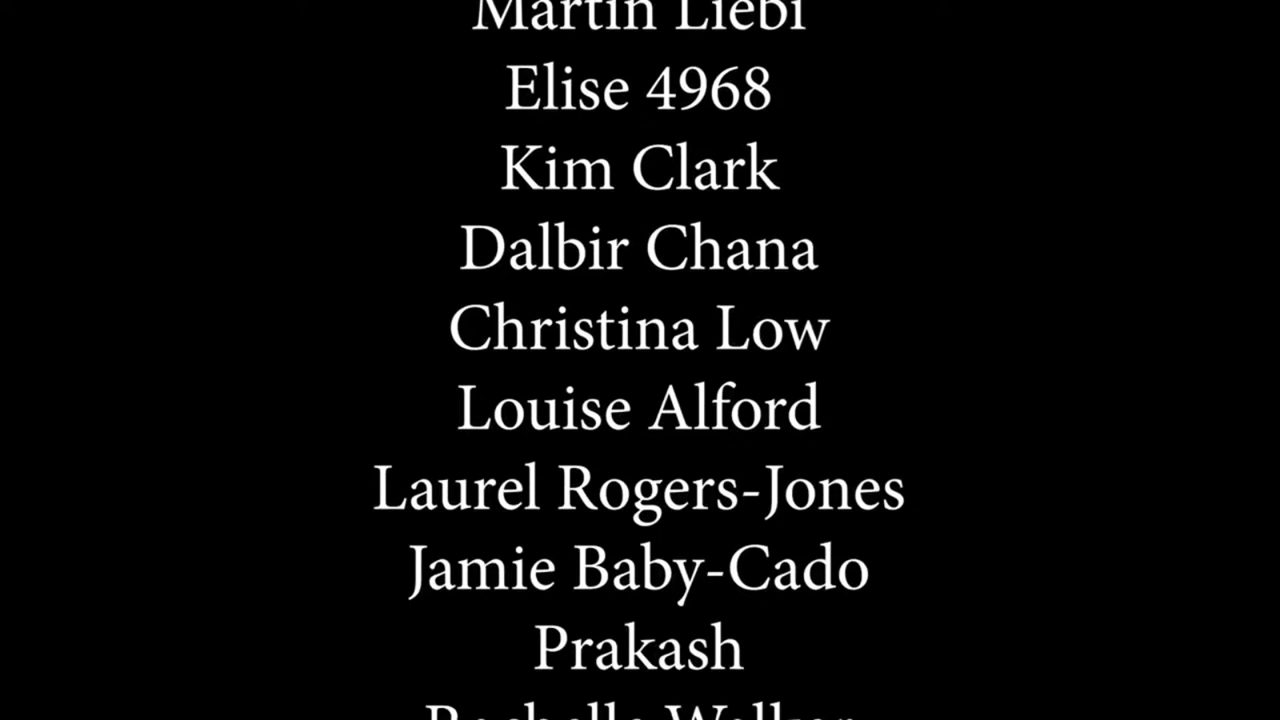 Martin Liebi
Elise 4968
Kim Clark
Dalbir Chana
Christina Low
Louise Alford
Laurel Rogers-Jones
Jamie Baby-Cado
Prakash
Rochelle